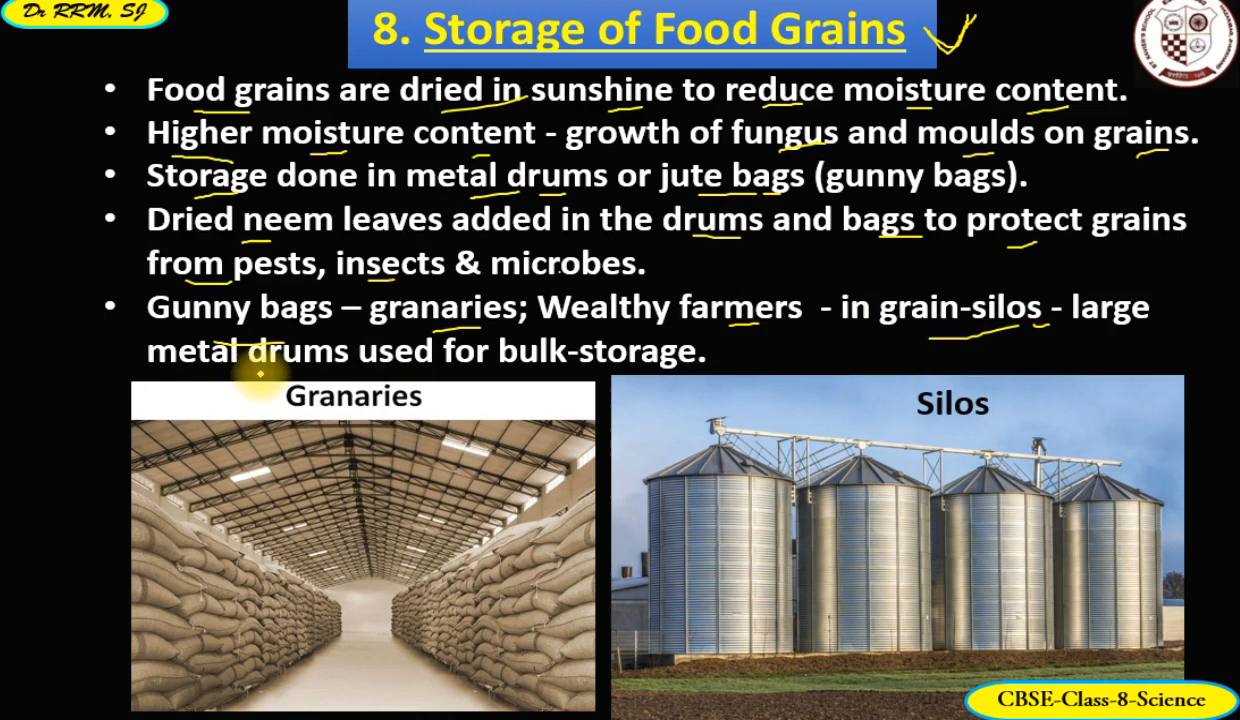 Dr RRM, SJ
8. Storage of Food Grains
• Food grains are dried in sunshine to reduce moisture content.
• Higher moisture content - growth of fungus and moulds on grains.
• Storage done in metal drums or jute bags (gunny bags).
• Dried neem leaves added in the drums and bags to protect grains
from pests, insects & microbes.
• Gunny bags – granaries; Wealthy farmers - in grain-silos - large
metal drums used for bulk-storage.
Granaries
Silos
CBSE-Class-8-Science